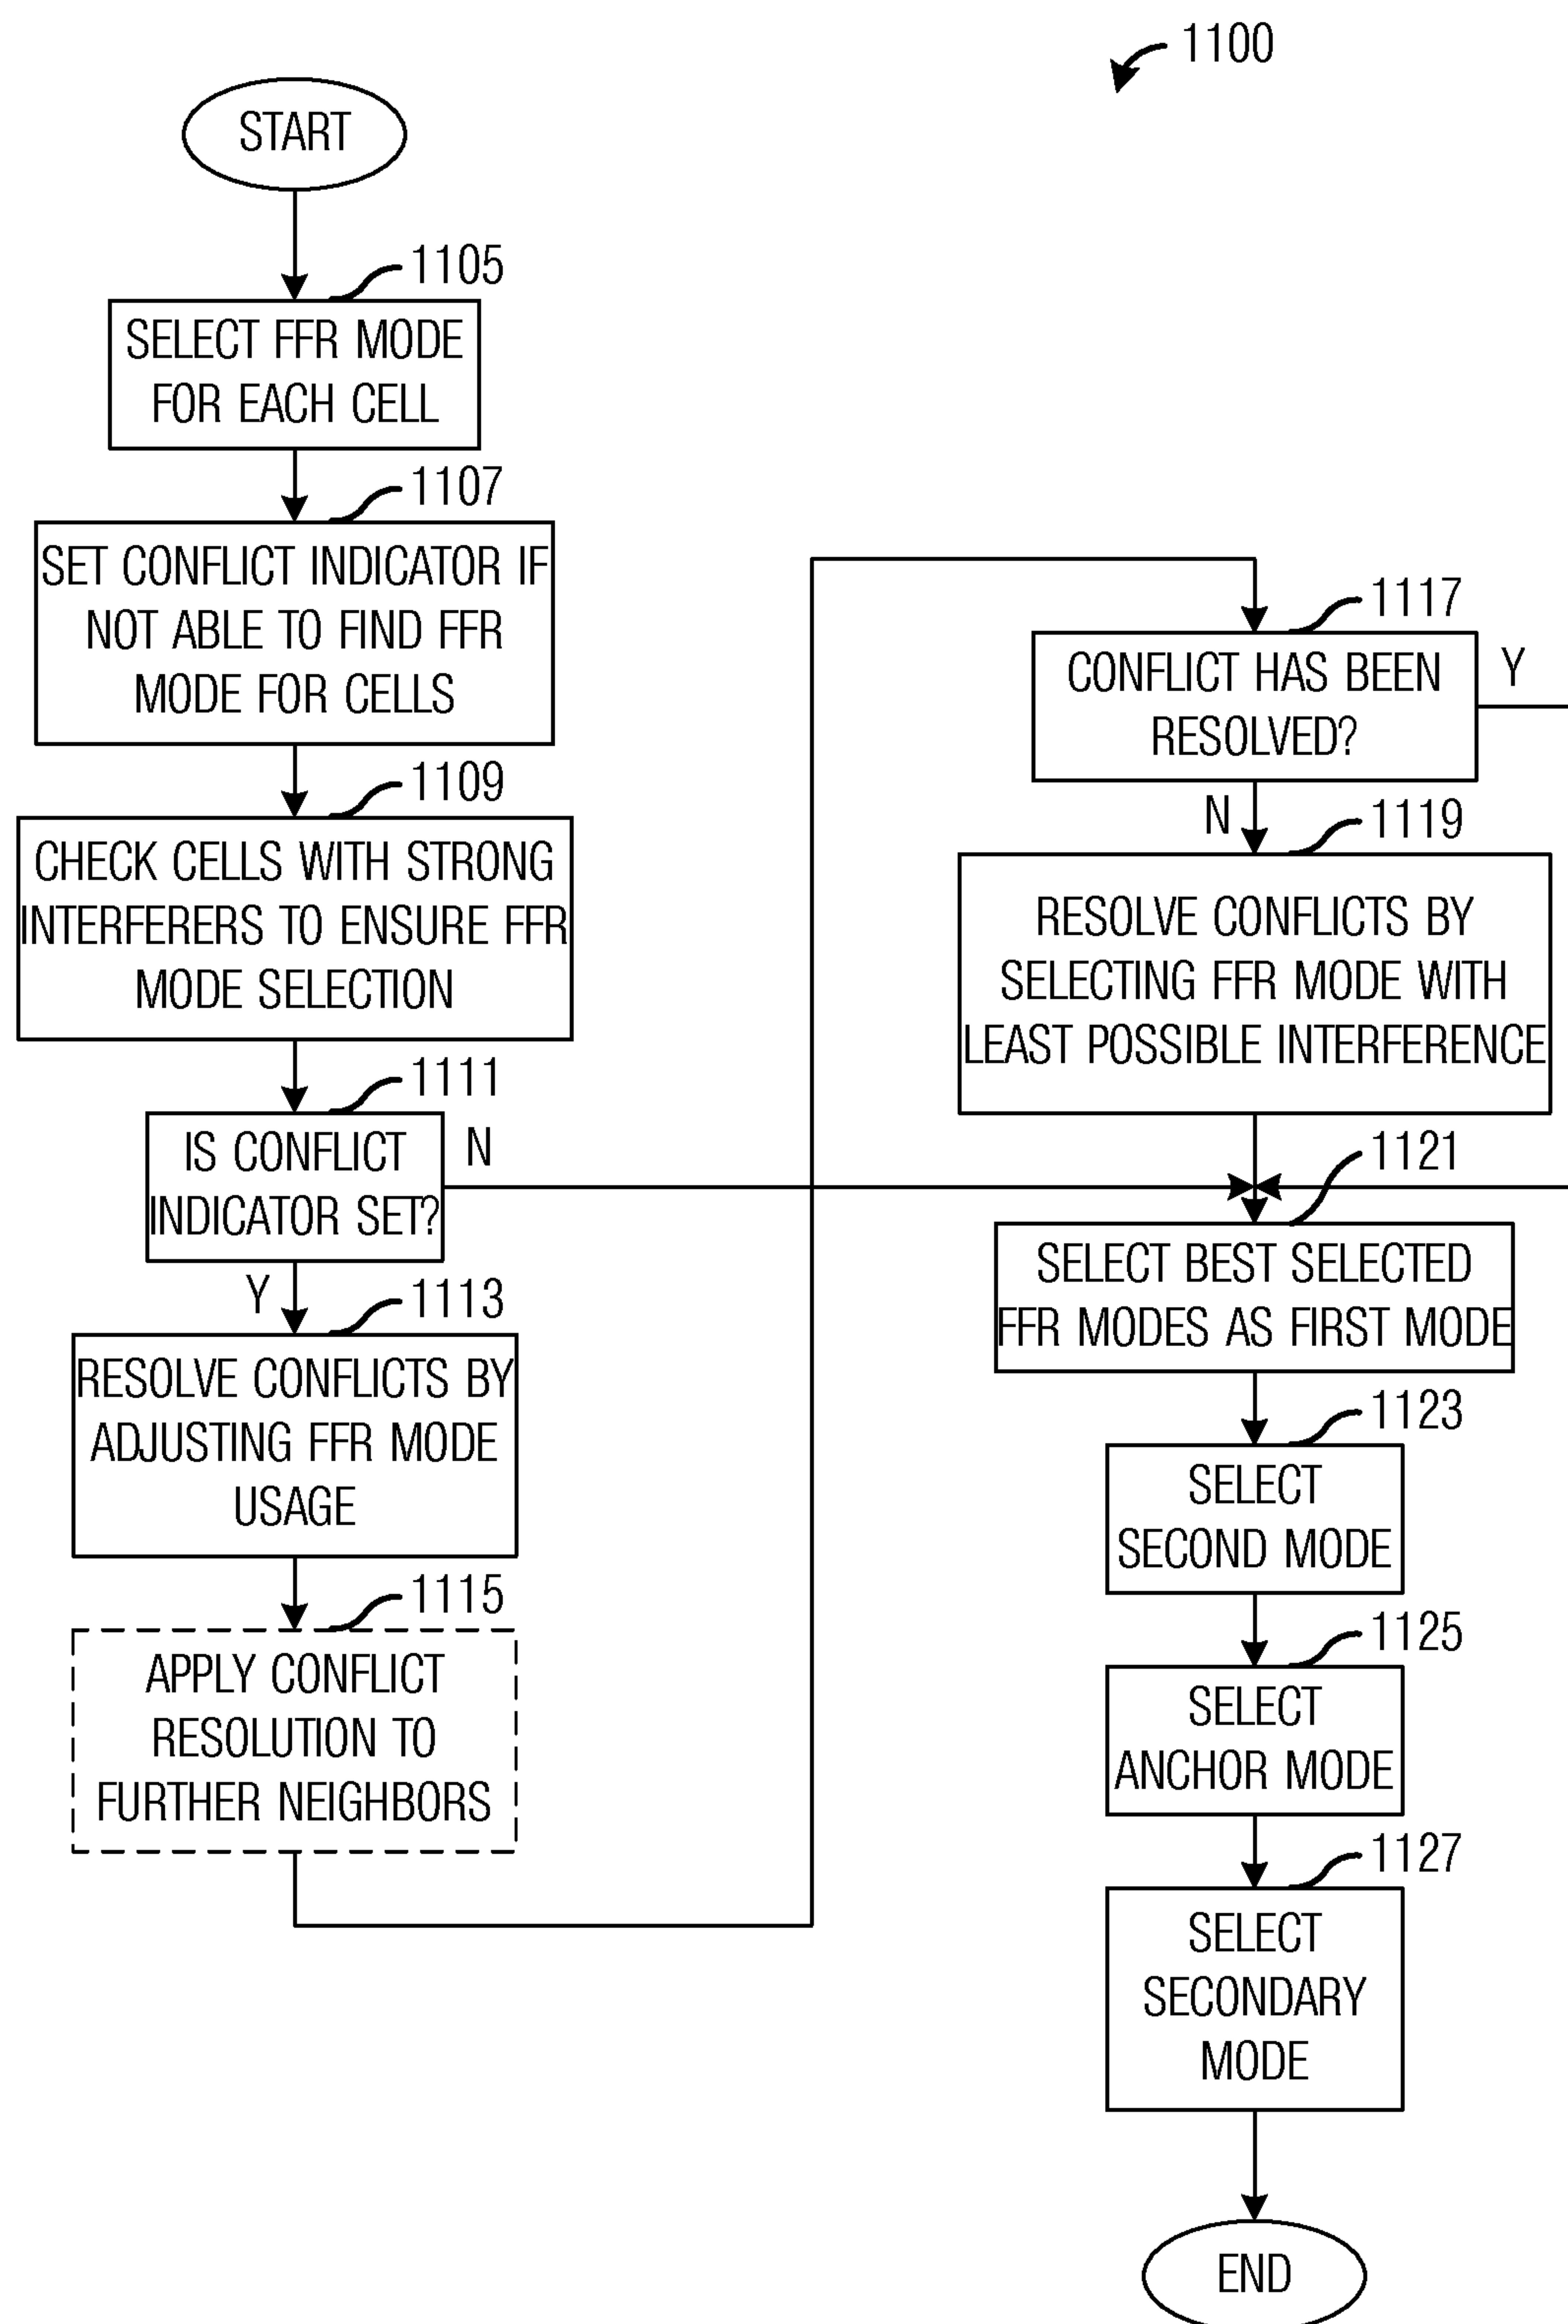 1100
START
1105
SELECT FFR MODE
FOR EACH CELL
1107
SET CONFLICT INDICATOR IF
NOT ABLE TO FIND FFR
MODE FOR CELLS
1109
CHECK CELLS WITH STRONG
INTERFERERS TO ENSURE FFR
MODE SELECTION
1111
IS CONFLICT
INDICATOR SET?
N
Y
1113
RESOLVE CONFLICTS BY
ADJUSTING FFR MODE
USAGE
1115
APPLY CONFLICT
RESOLUTION TO
FURTHER NEIGHBORS
1117
CONFLICT HAS BEEN
RESOLVED?
Y
N
1119
RESOLVE CONFLICTS BY
SELECTING FFR MODE WITH
LEAST POSSIBLE INTERFERENCE
1121
SELECT BEST SELECTED
FFR MODES AS FIRST MODE
1123
SELECT
SECOND MODE
1125
SELECT
ANCHOR MODE
1127
SELECT
SECONDARY
MODE
END